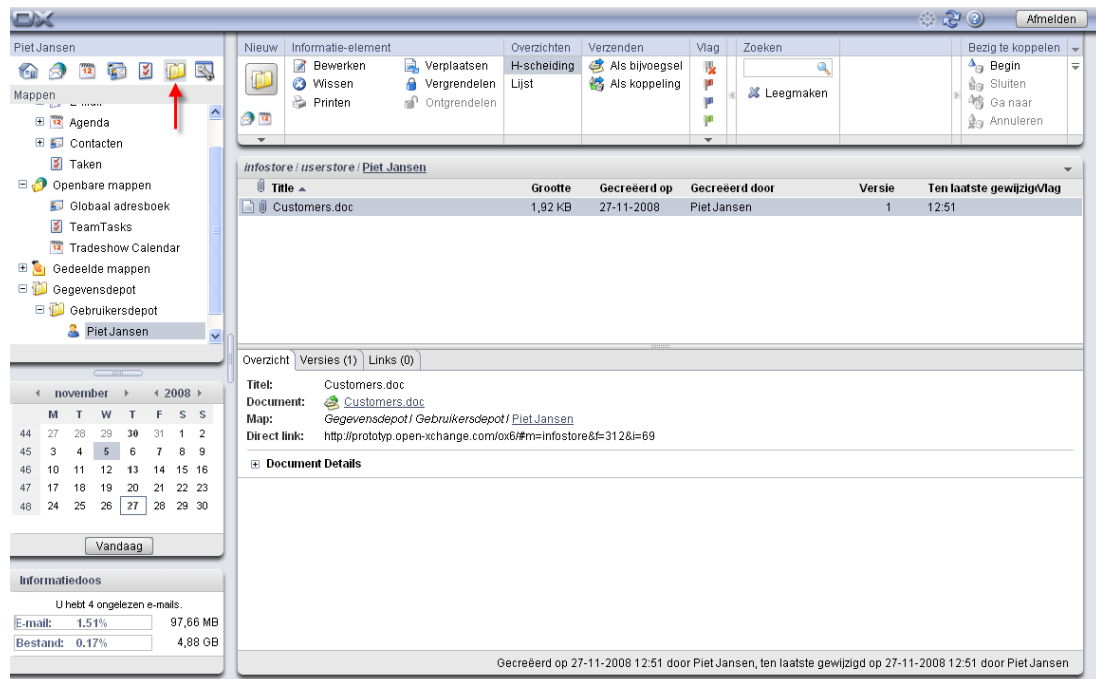 OX
Afmelden
Piet Jansen
Mappen
E-mail
Agenda
Contacten
Taken
Openbare mappen
Globaal adresboek
TeamTasks
Tradeshow Calendar
Gedeelde mappen
Gegevensdepot
Gebruikersdepot
Piet Jansen
november 2008
M T W T F S S
44 27 28 29 30 31 1 2
45 3 4 5 6 7 8 9
46 10 11 12 13 14 15 16
47 17 18 19 20 21 22 23
48 24 25 26 27 28 29 30
Vandaag
Informatiedoos
U hebt 4 ongelezen e-mails.
E-mail: 1.51% 97,66 MB
Bestand: 0.17% 4,88 GB
Nieuw Informatie-element Overzichten Verzenden Vlag Zoeken Bezig te koppelen
Bewerken Verplaatsen H-scheiding Als bijvoegsel Begin
Wissen Vergrendelen Lijst Als koppeling Leegmaken Sluiten
Printen Ontgrendelen Ga naar
Annuleren
infostore / userstore / Piet Jansen
Title Grootte Gecreëerd op Gecreëerd door Versie Ten laatste gewijzigd Vlag
Customers.doc 1,92 KB 27-11-2008 Piet Jansen 1 12:51
Overzicht Versies (1) Links (0)
Titel: Customers.doc
Document: Customers.doc
Map: Gegevensdepot / Gebruikersdepot / Piet Jansen
Direct link: http://prototyp.open-xchange.com/ox6/#m=infostore&f=312&i=69
Document Details
Gecreëerd op 27-11-2008 12:51 door Piet Jansen, ten laatste gewijzigd op 27-11-2008 12:51 door Piet Jansen